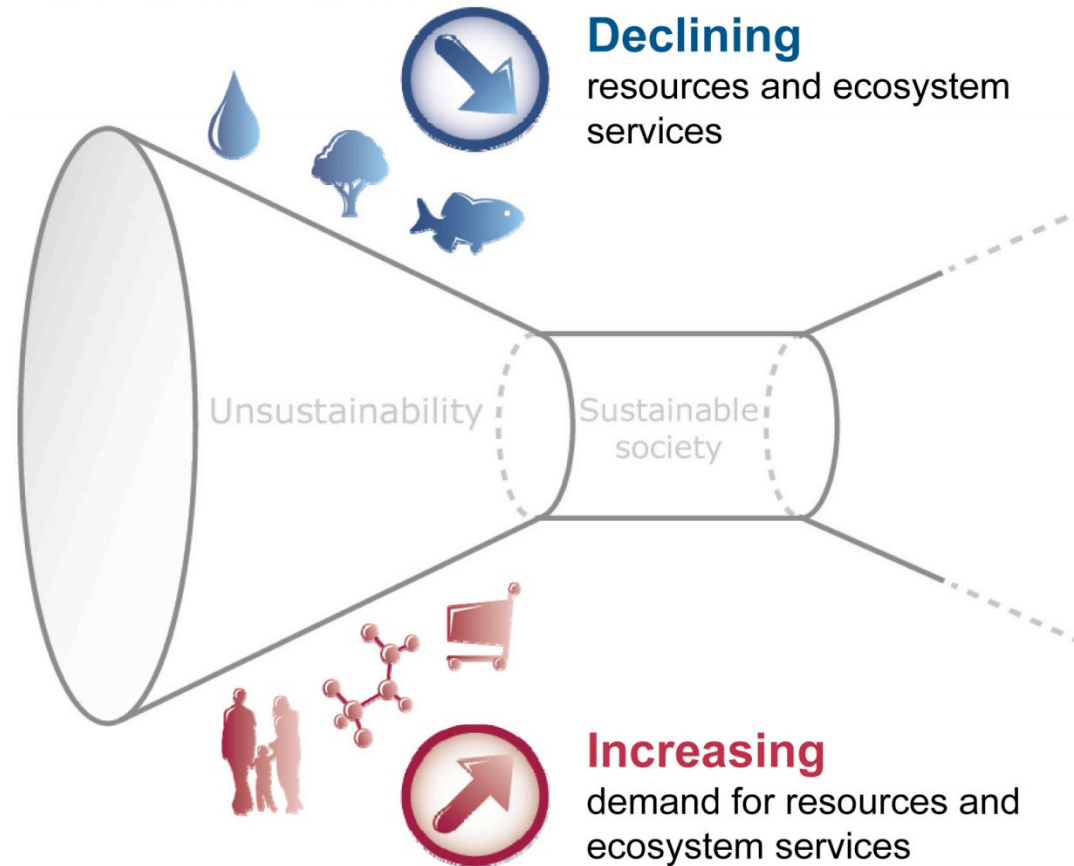 Declining
resources and ecosystem
services
Unsustainability
Sustainable
society
Increasing
demand for resources and
ecosystem services